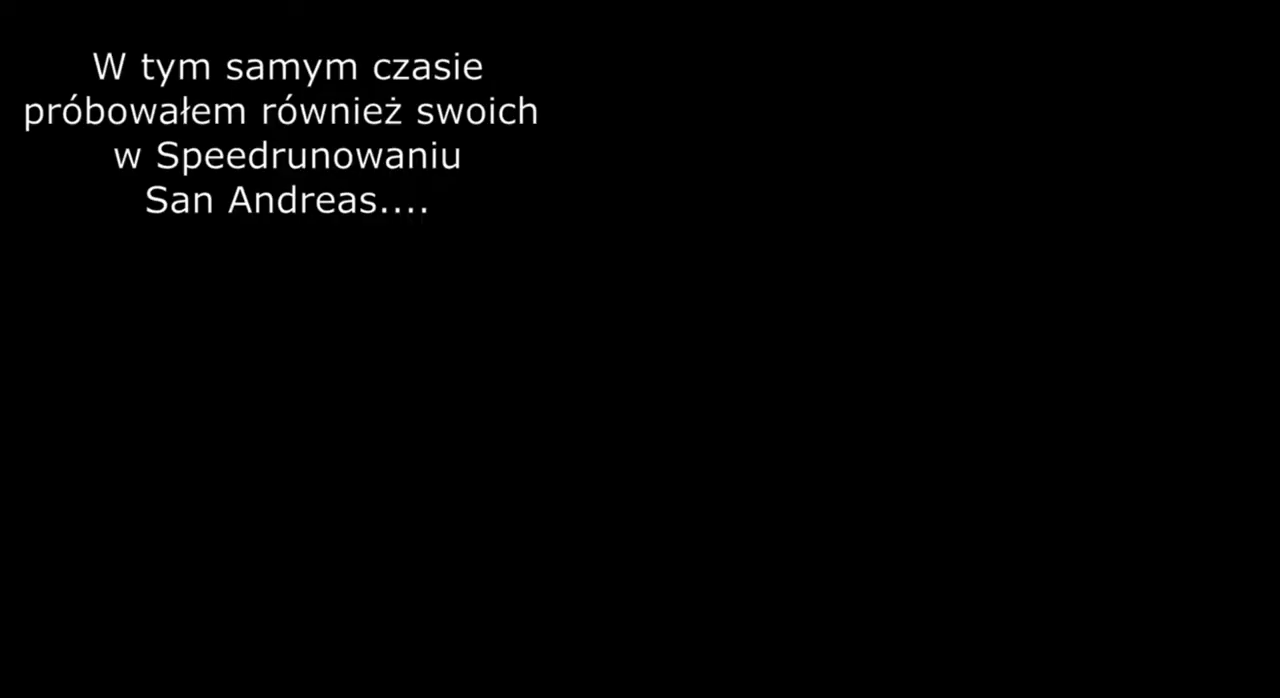 W tym samym czasie
próbowałem również swoich
w Speedrunowaniu
San Andreas....